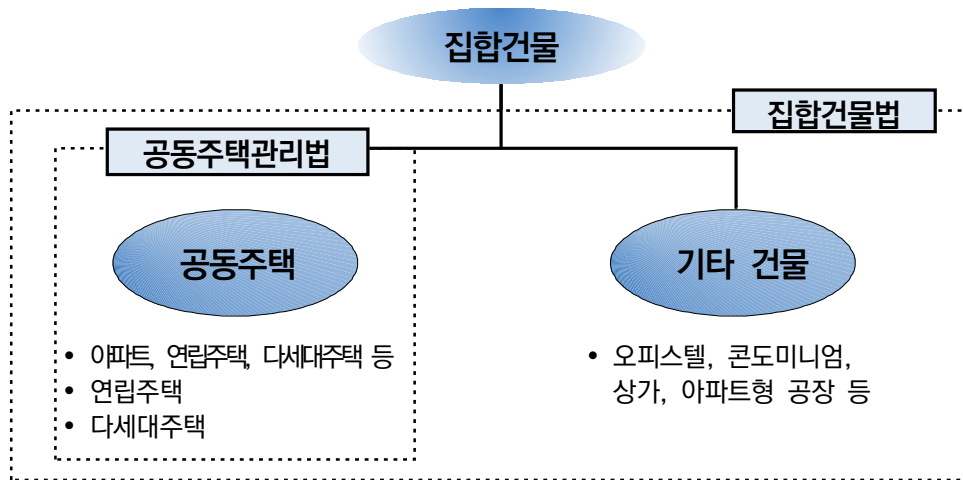 집합건물
집합건물법
공동주택관리법
공동주택
기타 건물
• 아파트, 연립주택, 다세대주택 등
• 연립주택
• 다세대주택
• 오피스텔, 콘도미니엄,
상가, 아파트형 공장 등